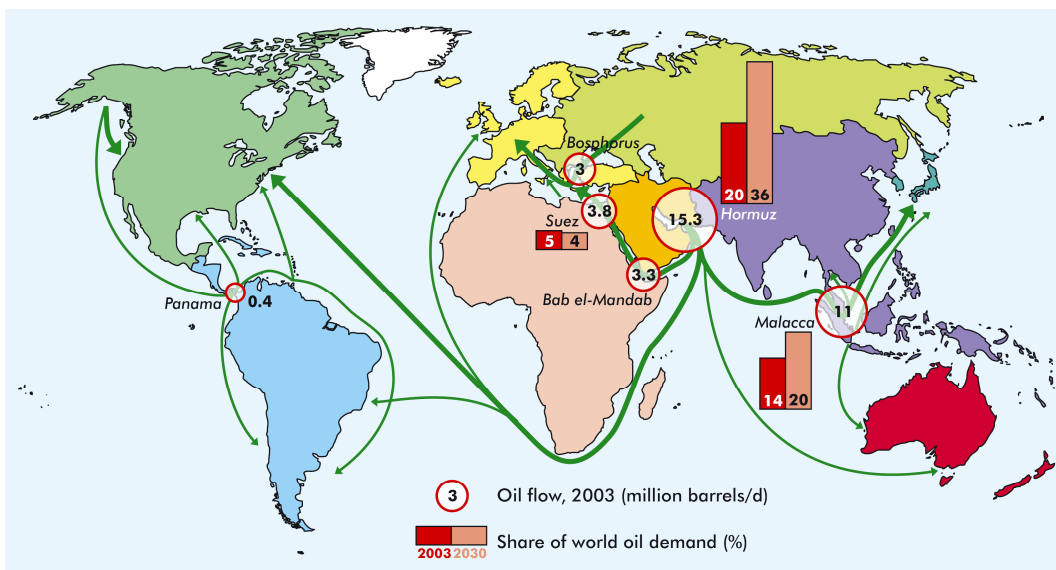 Bosphorus
3
20 36
Hormuz
15.3
3.8
Suez
5 4
3.3
Bab el-Mandab
Panama
0.4
11
Malacca
14 20
3 Oil flow, 2003 (million barrels/d)
Share of world oil demand (%)
2003 2030